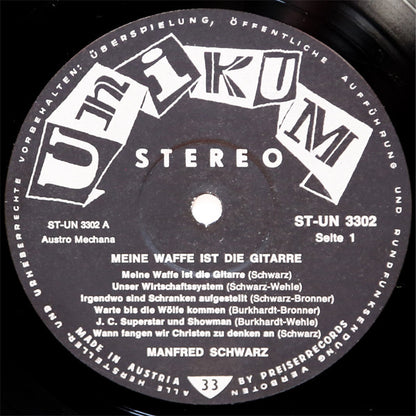 UniKUM
STEREO
ST-UN 3302 A
Austro Mechana
ST-UN 3302
Seite 1
MEINE WAFFE IST DIE GITARRE
Meine Waffe ist die Gitarre (Schwarz)
Unser Wirtschaftssystem (Schwarz-Wehle)
Irgendwo sind Schranken aufgestellt (Schwarz-Bronner)
Warte bis die Wölfe kommen (Burkhardt-Bronner)
J. C. Superstar und Showman (Burkhardt-Bronner)
Wann fangen wir Christen zu denken an (Schwarz)
MANFRED SCHWARZ
MADE IN AUSTRIA
33
BY PREISERRECORDS
ALLE HERSTELLER- UND URHEBERRECHTE VORBEHALTEN: ÜBERSPIELUNG, ÖFFENTLICHE AUFFÜHRUNG UND RUNDFUNKSENDUNG VERBOTEN